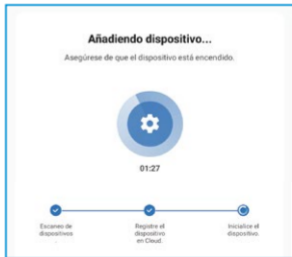 Añadiendo dispositivo...
Asegúrese de que el dispositivo está encendido.
01:27
Escaneo de
dispositivos
Registre el
dispositivo
en Cloud.
Inicialice el
dispositivo.